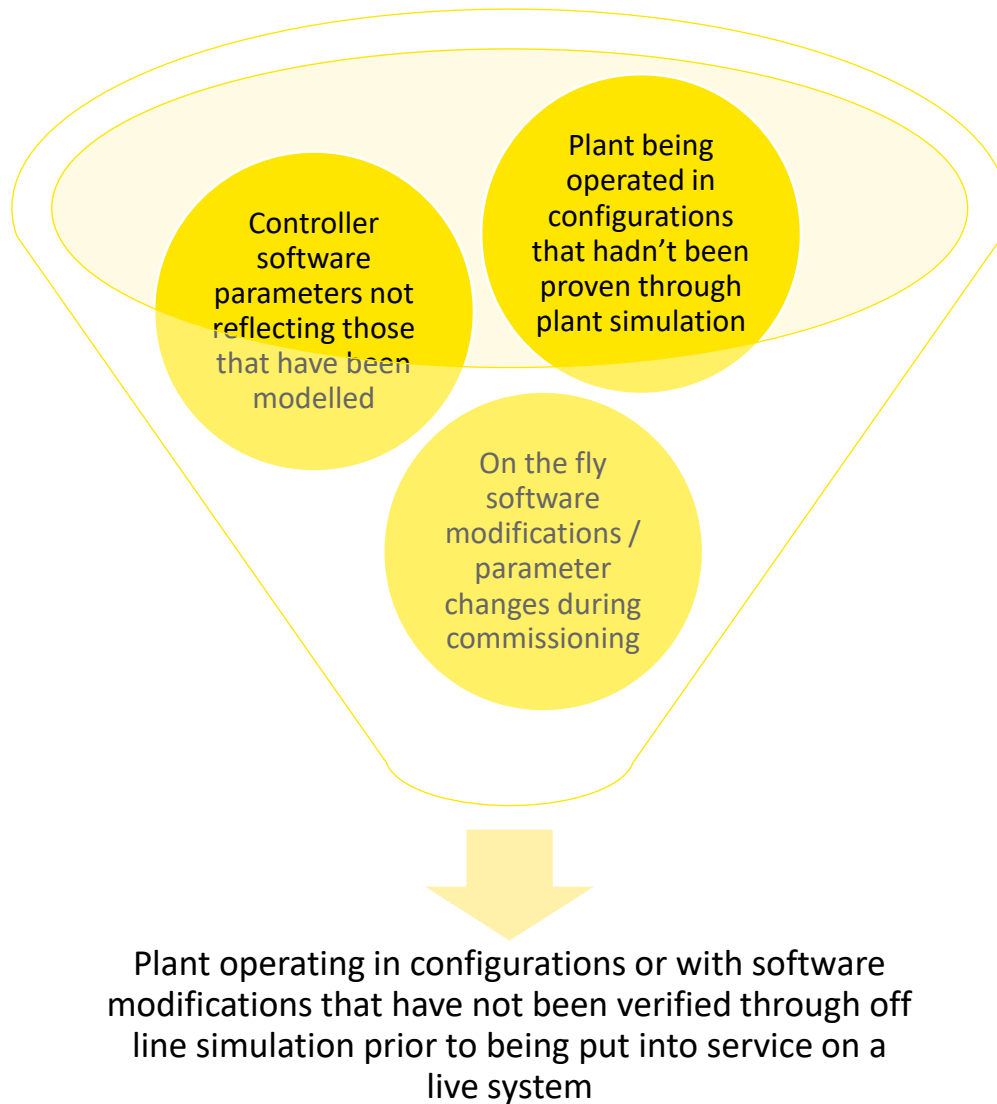 Plant being
operated in
configurations
that hadn’t been
proven through
plant simulation
Controller
software
parameters not
reflecting those
that have been
modelled
On the fly
software
modifications /
parameter
changes during
commissioning
Plant operating in configurations or with software
modifications that have not been verified through off
line simulation prior to being put into service on a
live system